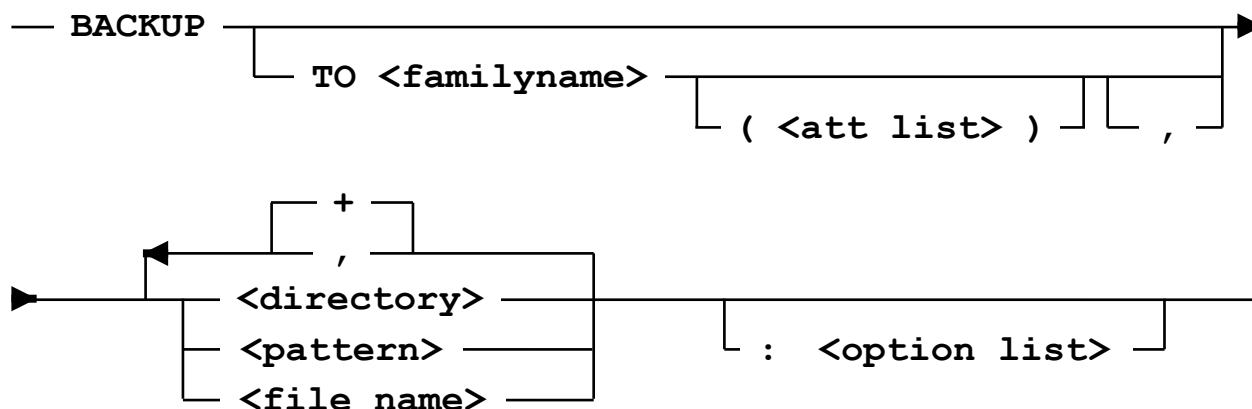 BACKUP
TO <familyname>
( <att list> ) ,
+
,
<directory>
<pattern> : <option list>
<file name>